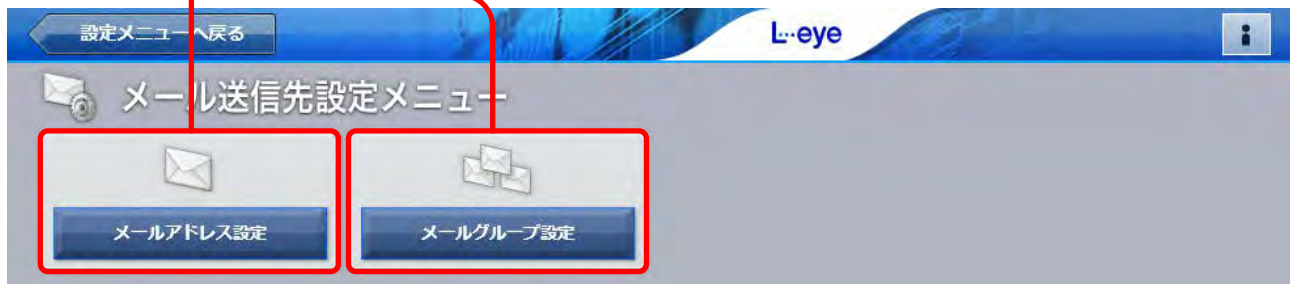 設定メニューへ戻る
L・・eye
メール送信先設定メニュー
メールアドレス設定
メールグループ設定